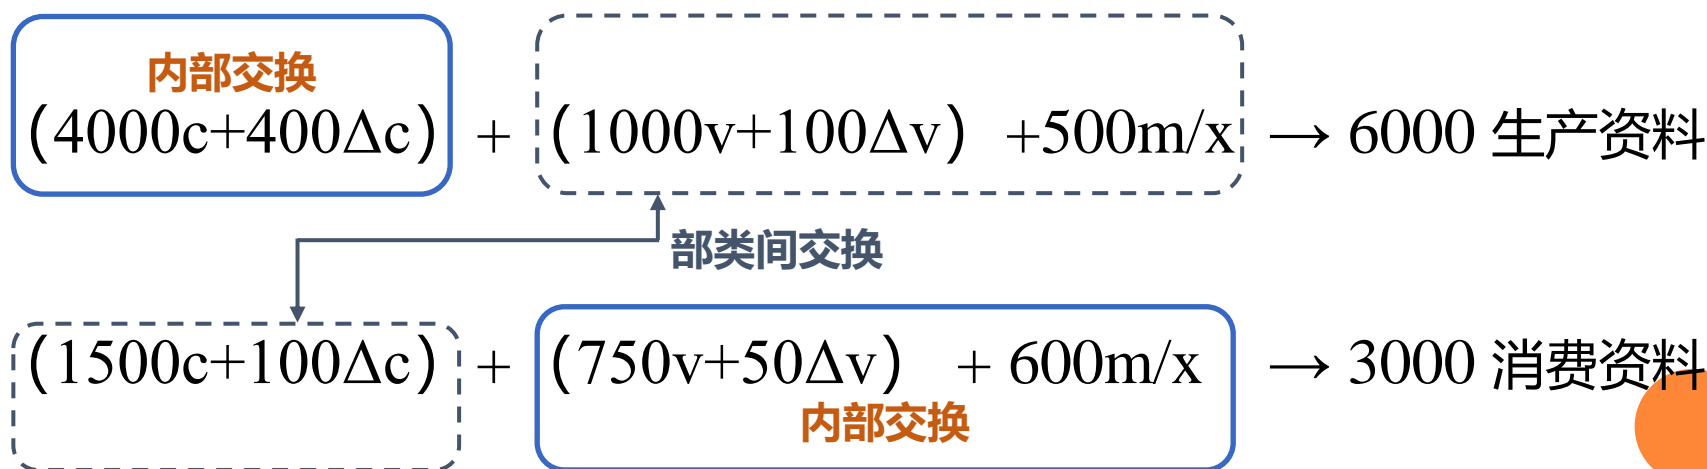 内部交换
(4000c+400Δc) + (1000v+100Δv) +500m/x → 6000 生产资料
部类间交换
(1500c+100Δc) + (750v+50Δv) + 600m/x → 3000 消费资料
内部交换